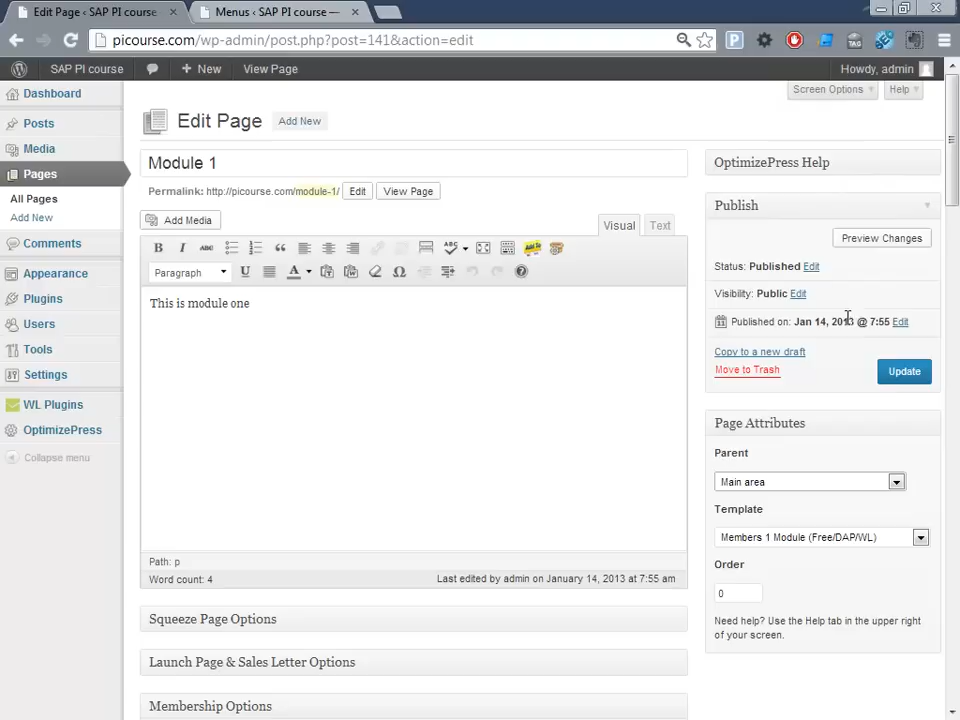 Edit Page ‹ SAP PI course
Menus ‹ SAP PI course —
picourse.com/wp-admin/post.php?post=141&action=edit
SAP PI course
New
View Page
Howdy, admin
Screen Options
Help
Dashboard
Posts
Media
Pages
All Pages
Add New
Comments
Appearance
Plugins
Users
Tools
Settings
WL Plugins
OptimizePress
Collapse menu
Edit Page
Add New
Module 1
Permalink: http://picourse.com/module-1/
Edit
View Page
Add Media
Visual
Text
B I ABC
Paragraph
U
A
This is module one
Path: p
Word count: 4
Last edited by admin on January 14, 2013 at 7:55 am
Squeeze Page Options
Launch Page & Sales Letter Options
Membership Options
OptimizePress Help
Publish
Preview Changes
Status: Published Edit
Visibility: Public Edit
Published on: Jan 14, 2013 @ 7:55 Edit
Copy to a new draft
Move to Trash
Update
Page Attributes
Parent
Main area
Template
Members 1 Module (Free/DAP/WL)
Order
0
Need help? Use the Help tab in the upper right
of your screen.